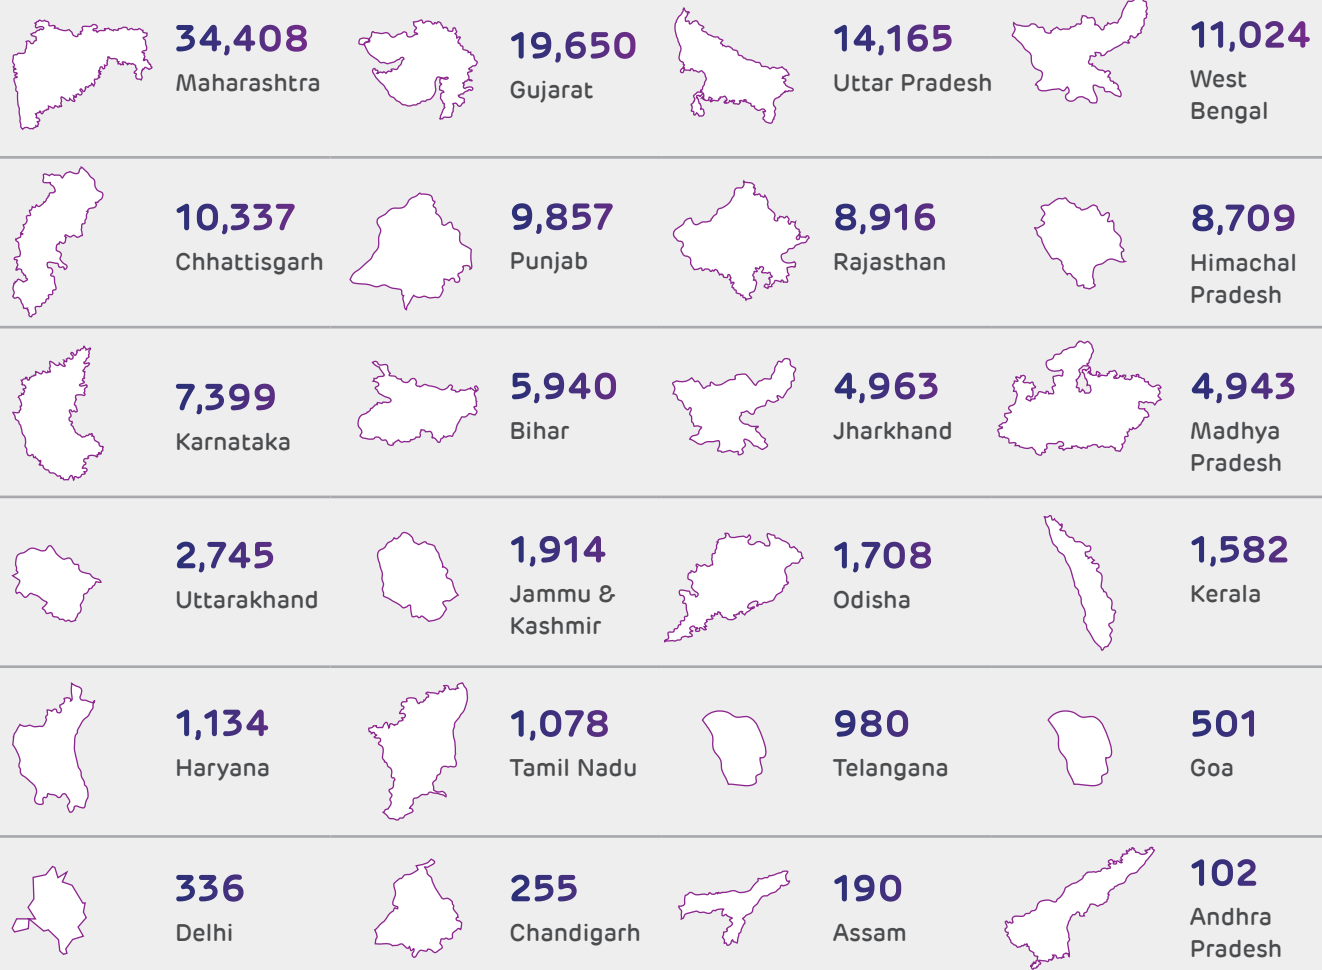 34,408
Maharashtra
19,650
Gujarat
14,165
Uttar Pradesh
11,024
West
Bengal
10,337
Chhattisgarh
9,857
Punjab
8,916
Rajasthan
8,709
Himachal
Pradesh
7,399
Karnataka
5,940
Bihar
4,963
Jharkhand
4,943
Madhya
Pradesh
2,745
Uttarakhand
1,914
Jammu &
Kashmir
1,708
Odisha
1,582
Kerala
1,134
Haryana
1,078
Tamil Nadu
980
Telangana
501
Goa
336
Delhi
255
Chandigarh
190
Assam
102
Andhra
Pradesh